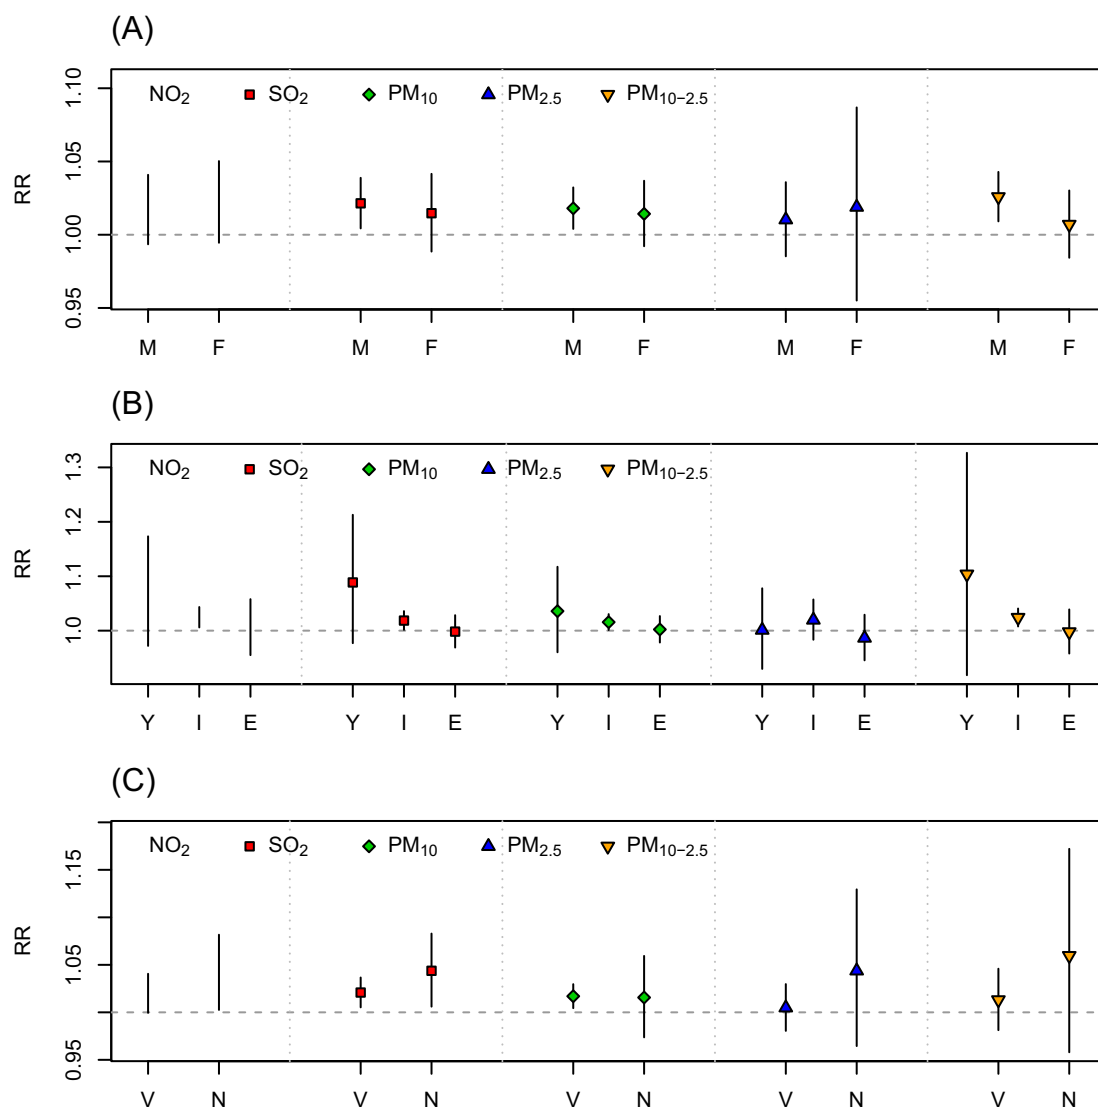 (A)
NO₂ SO₂ PM₁₀ PM₂.₅ PM₁₀₋₂.₅
RR
1.10
1.05
1.00
0.95
M F M F M F M F M F
(B)
NO₂ SO₂ PM₁₀ PM₂.₅ PM₁₀₋₂.₅
RR
1.3
1.2
1.1
1.0
Y I E Y I E Y I E Y I E Y I E
(C)
NO₂ SO₂ PM₁₀ PM₂.₅ PM₁₀₋₂.₅
RR
1.15
1.05
0.95
V N V N V N V N V N